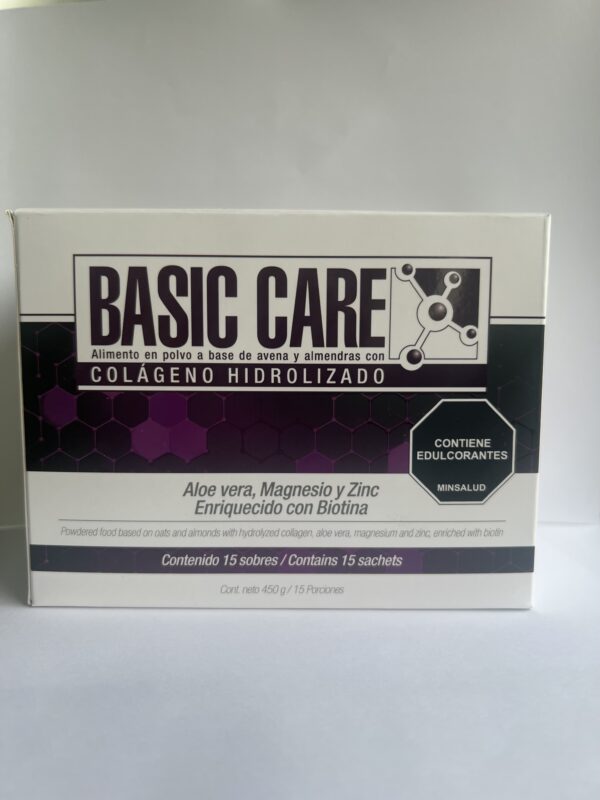 BASIC CARE
Alimento en polvo a base de avena y almendras con
COLÁGENO HIDROLIZADO
CONTIENE
EDULCORANTES
MINSALUD
Aloe vera, Magnesio y Zinc
Enriquecido con Biotina
Powdered food based on oats and almonds with hydrolyzed collagen, aloe vera, magnesium and zinc, enriched with biotin
Contenido 15 sobres / Contains 15 sachets
Cont. neto 450 g / 15 Porciones